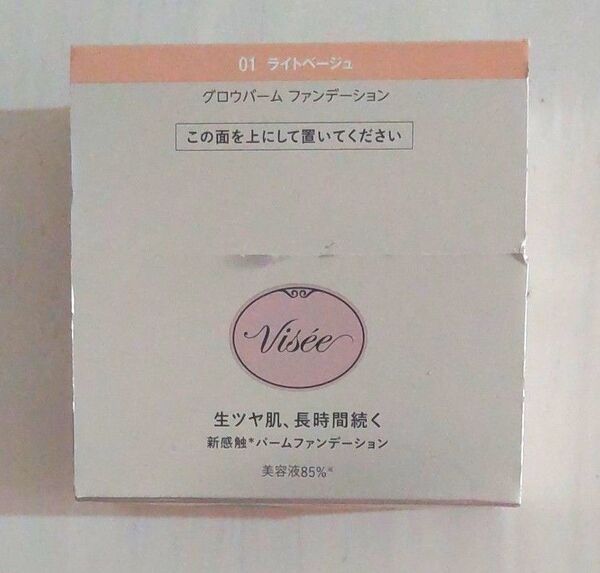 01 ライトベージュ
グロウバーム ファンデーション
この面を上にして置いてください
Visée
生ツヤ肌、長時間続く
新感触*バームファンデーション
美容液85%※